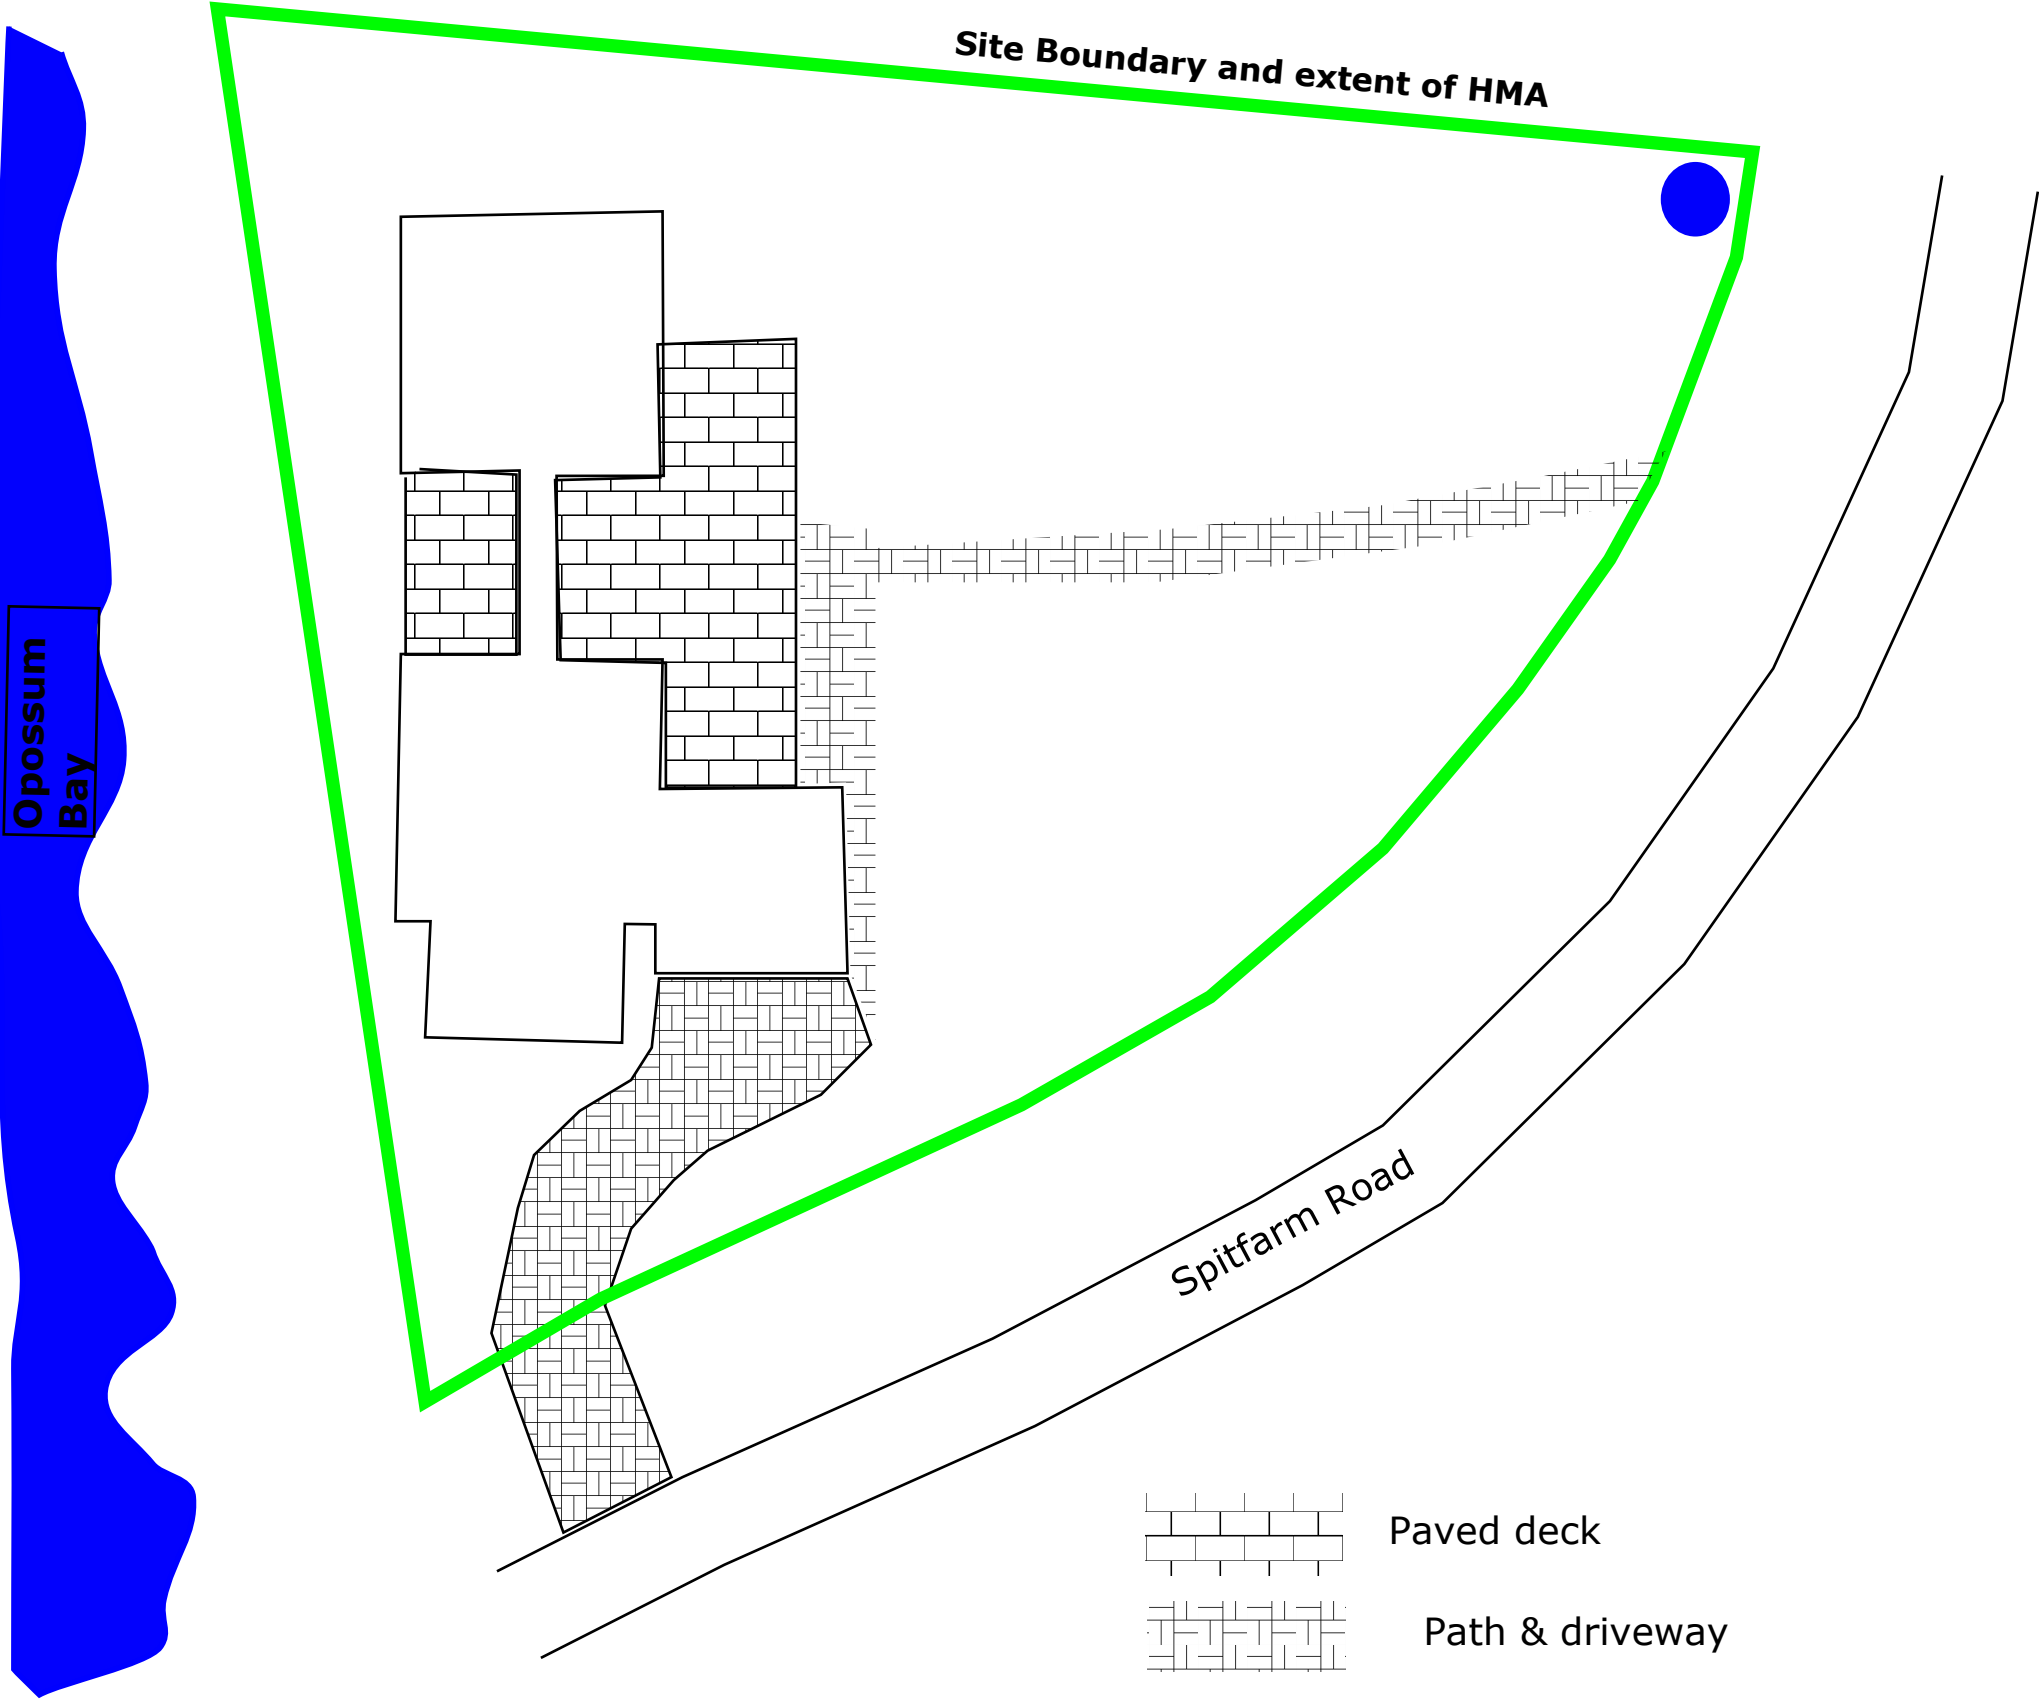 Site Boundary and extent of HMA
Opossum
Bay
Spitfarm Road
Paved deck
Path & driveway